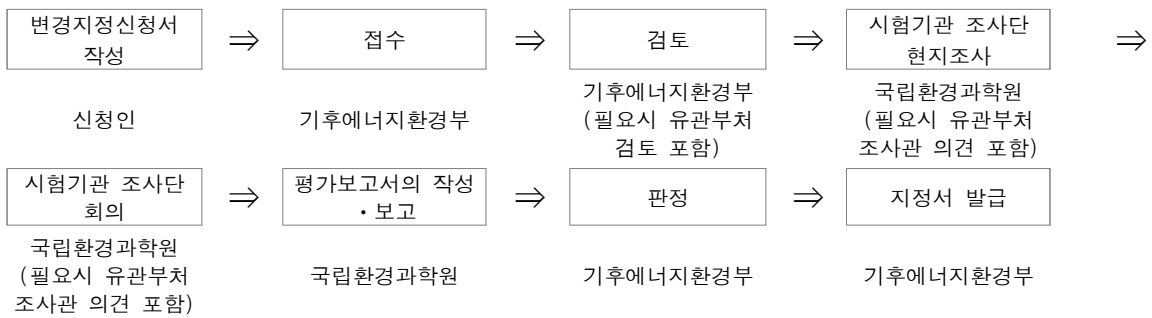 변경지정신청서
작성
⇒
접수
⇒
검토
⇒
시험기관 조사단
현지조사
⇒
신청인
기후에너지환경부
기후에너지환경부
(필요시 유관부처
검토 포함)
국립환경과학원
(필요시 유관부처
조사관 의견 포함)
시험기관 조사단
회의
⇒
평가보고서의 작성
・보고
⇒
판정
⇒
지정서 발급
국립환경과학원
(필요시 유관부처
조사관 의견 포함)
국립환경과학원
기후에너지환경부
기후에너지환경부